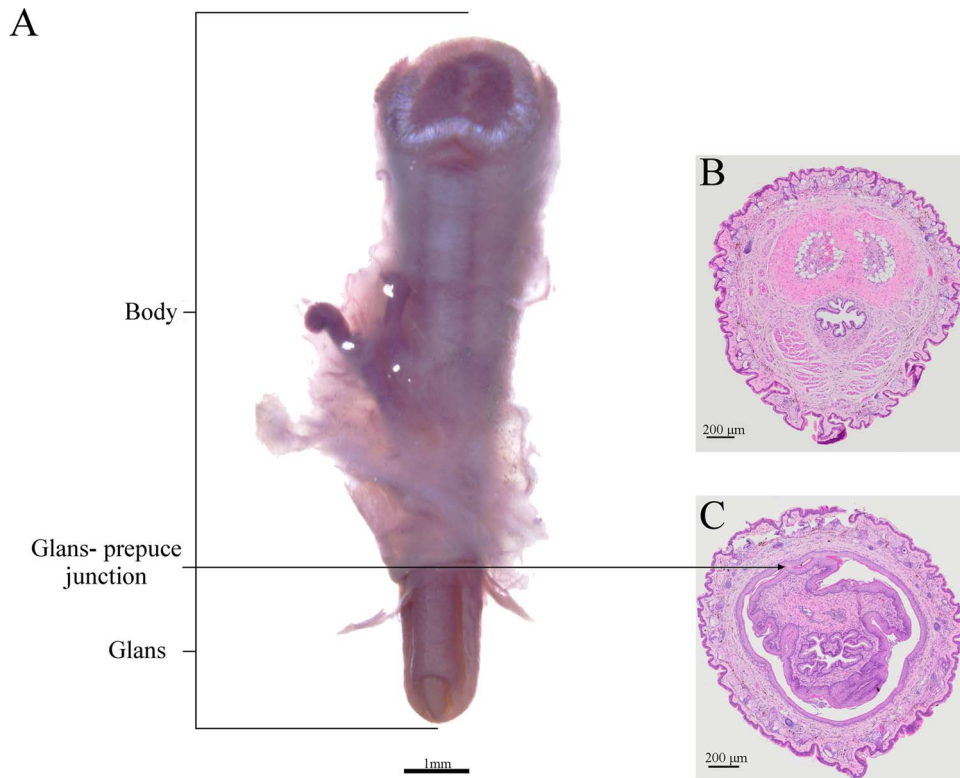 A
Body
B
200 µm
Glans- prepuce
junction
C
Glans
1mm
200 µm